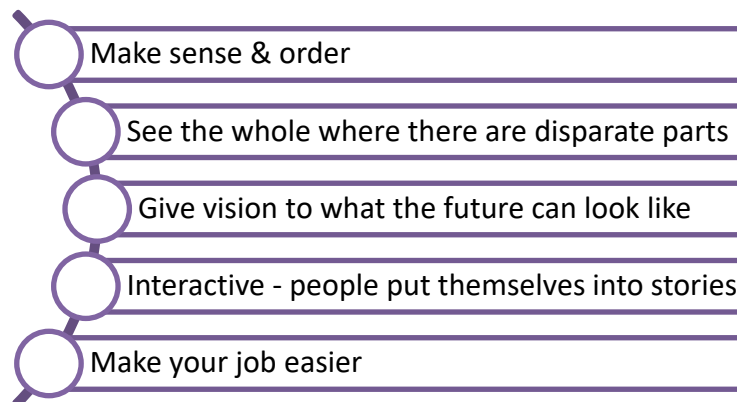 Make sense & order
See the whole where there are disparate parts
Give vision to what the future can look like
Interactive - people put themselves into stories
Make your job easier